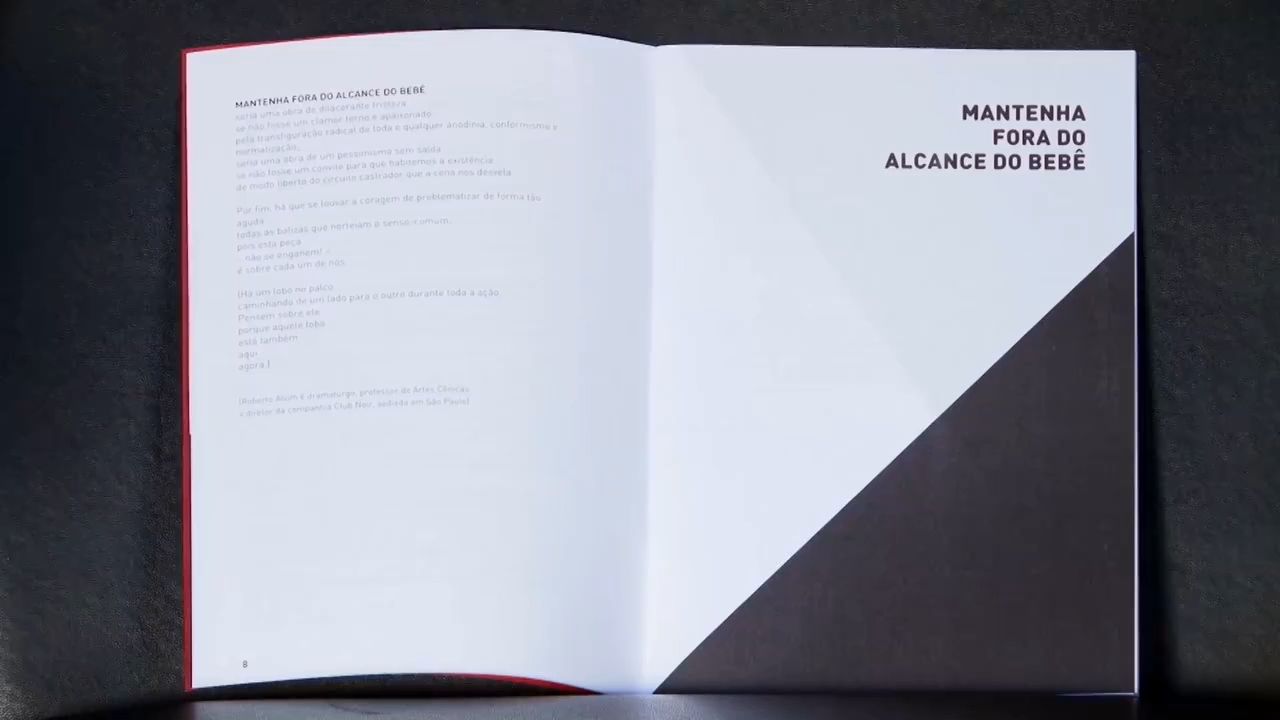 MANTENHA FORA DO ALCANCE DO BEBÊ
seria uma obra de dilacerante tristeza
se não fosse um clamor terno e apaixonado
pela transfiguração radical de toda e qualquer anódinia, conformismo e
normalização;
seria uma obra de um pessimismo sem saída
se não fosse um convite para que habitemos a existência
de modo liberto do circuito castrador que a cena nos desvela.
Por fim, há que se louvar a coragem de problematizar de forma tão
aguda
todas as balizas que norteiam o senso-comum;
pois esta peça
– não se enganem! –
é sobre cada um de nós.
[Há um lobo no palco
caminhando de um lado para o outro durante toda a ação.
Pensem sobre ele
porque aquele lobo
está também
aqui
agora.]
[Roberto Alvim é dramaturgo, professor de Artes Cênicas
e diretor da companhia Club Noir, sediada em São Paulo]
8
MANTENHA
FORA DO
ALCANCE DO BEBÊ